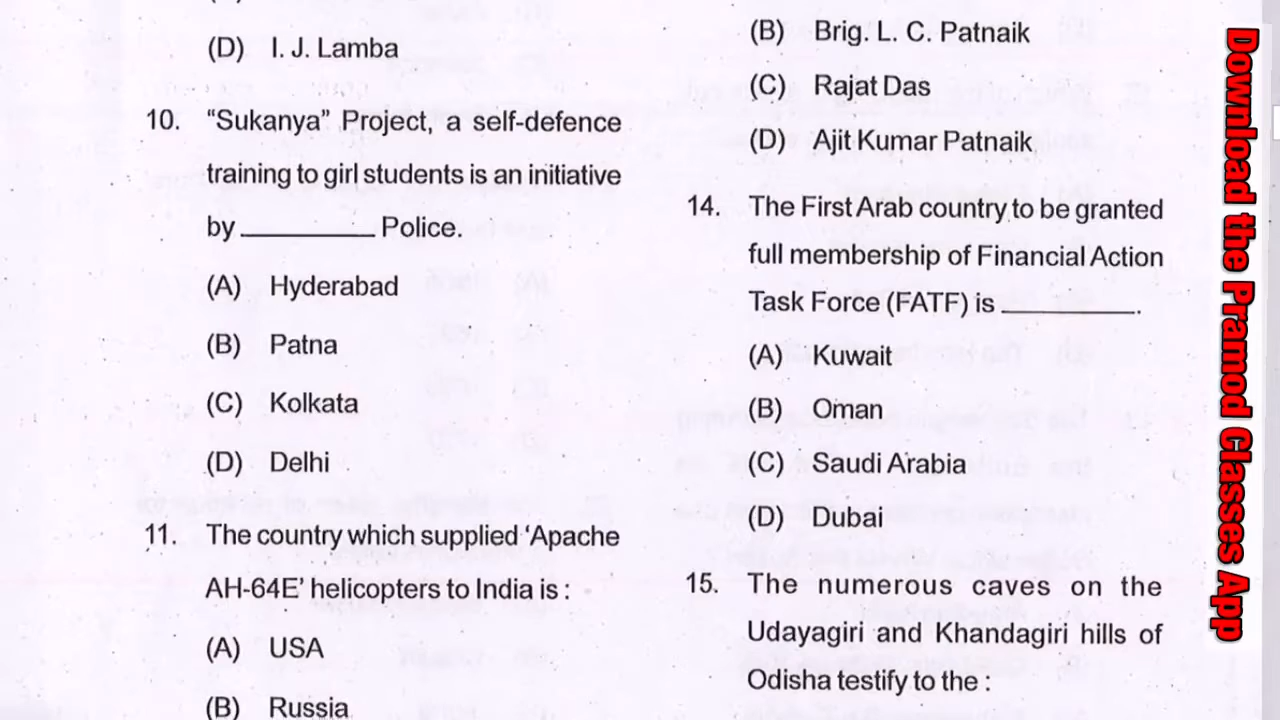 (D) I. J. Lamba
10. “Sukanya” Project, a self-defence
training to girl students is an initiative
by ________ Police.
(A) Hyderabad
(B) Patna
(C) Kolkata
(D) Delhi
11. The country which supplied ‘Apache
AH-64E’ helicopters to India is :
(A) USA
(B) Russia
(B) Brig. L. C. Patnaik
(C) Rajat Das
(D) Ajit Kumar Patnaik
14. The First Arab country to be granted
full membership of Financial Action
Task Force (FATF) is ________.
(A) Kuwait
(B) Oman
(C) Saudi Arabia
(D) Dubai
15. The numerous caves on the
Udayagiri and Khandagiri hills of
Odisha testify to the :
Download the Pramod Classes App